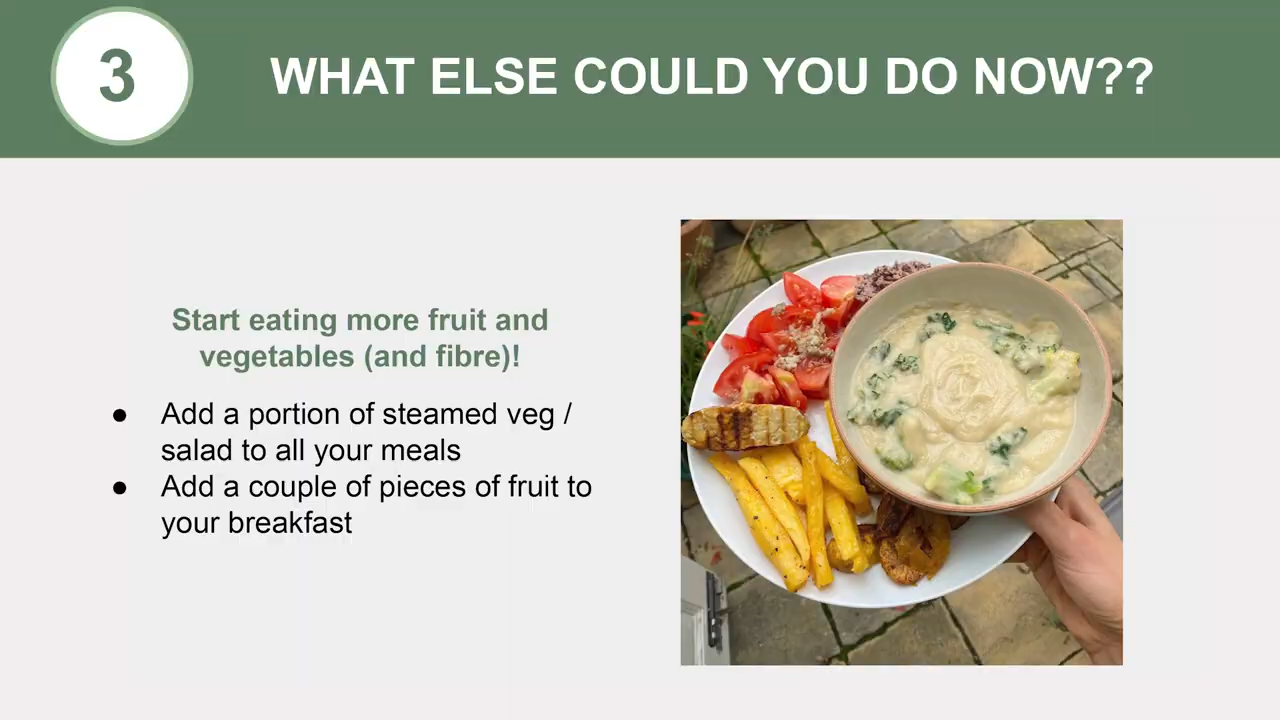 3
WHAT ELSE COULD YOU DO NOW??
Start eating more fruit and
vegetables (and fibre)!
● Add a portion of steamed veg /
salad to all your meals
● Add a couple of pieces of fruit to
your breakfast